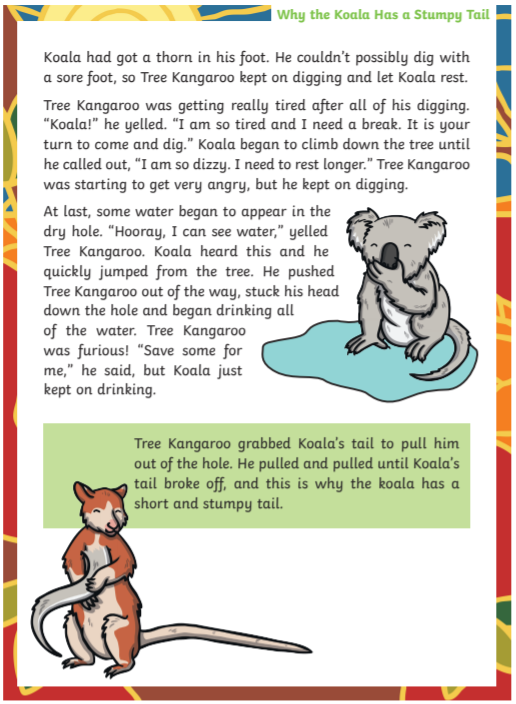 Why the Koala Has a Stumpy Tail
Koala had got a thorn in his foot. He couldn’t possibly dig with
a sore foot, so Tree Kangaroo kept on digging and let Koala rest.
Tree Kangaroo was getting really tired after all of his digging.
“Koala!” he yelled. “I am so tired and I need a break. It is your
turn to come and dig.” Koala began to climb down the tree until
he called out, “I am so dizzy. I need to rest longer.” Tree Kangaroo
was starting to get very angry, but he kept on digging.
At last, some water began to appear in the
dry hole. “Hooray, I can see water,” yelled
Tree Kangaroo. Koala heard this and he
quickly jumped from the tree. He pushed
Tree Kangaroo out of the way, stuck his head
down the hole and began drinking all
of the water. Tree Kangaroo
was furious! “Save some for
me,” he said, but Koala just
kept on drinking.
Tree Kangaroo grabbed Koala’s tail to pull him
out of the hole. He pulled and pulled until Koala’s
tail broke off, and this is why the koala has a
short and stumpy tail.